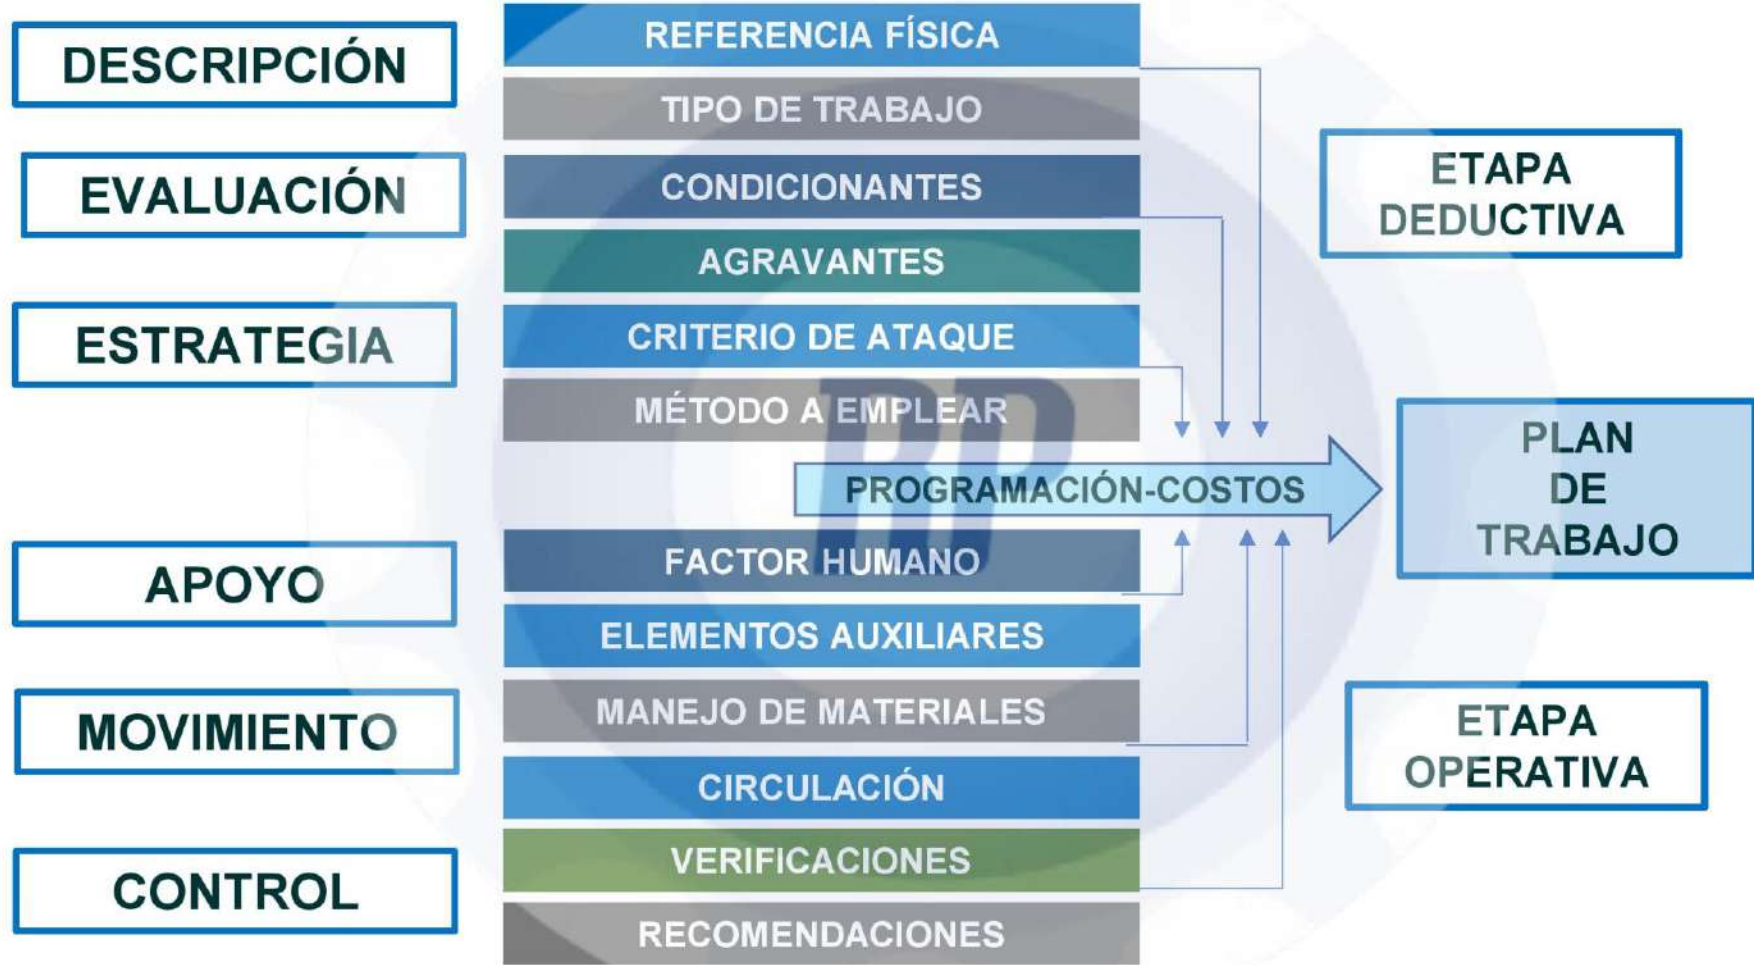 DESCRIPCIÓN
REFERENCIA FÍSICA
TIPO DE TRABAJO
EVALUACIÓN
CONDICIONANTES
AGRAVANTES
ESTRATEGIA
CRITERIO DE ATAQUE
MÉTODO A EMPLEAR
ETAPA
DEDUCTIVA
PROGRAMACIÓN-COSTOS
PLAN
DE
TRABAJO
APOYO
FACTOR HUMANO
ELEMENTOS AUXILIARES
MOVIMIENTO
MANEJO DE MATERIALES
CIRCULACIÓN
CONTROL
VERIFICACIONES
RECOMENDACIONES
ETAPA
OPERATIVA
RP